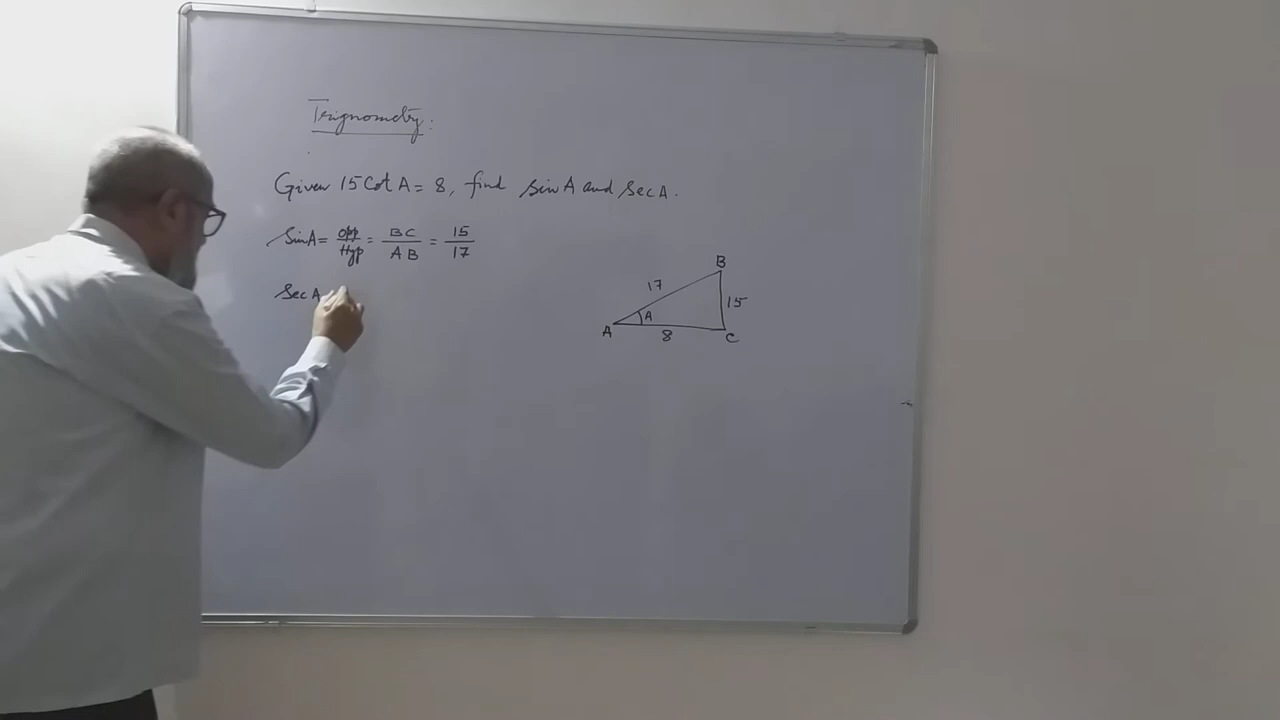 Trignometry:
Given 15 Cot A = 8, find sin A and Sec A.
Sin A = Opp/Hyp = BC/AB = 15/17
Sec A
B
17
15
A
A
8
C